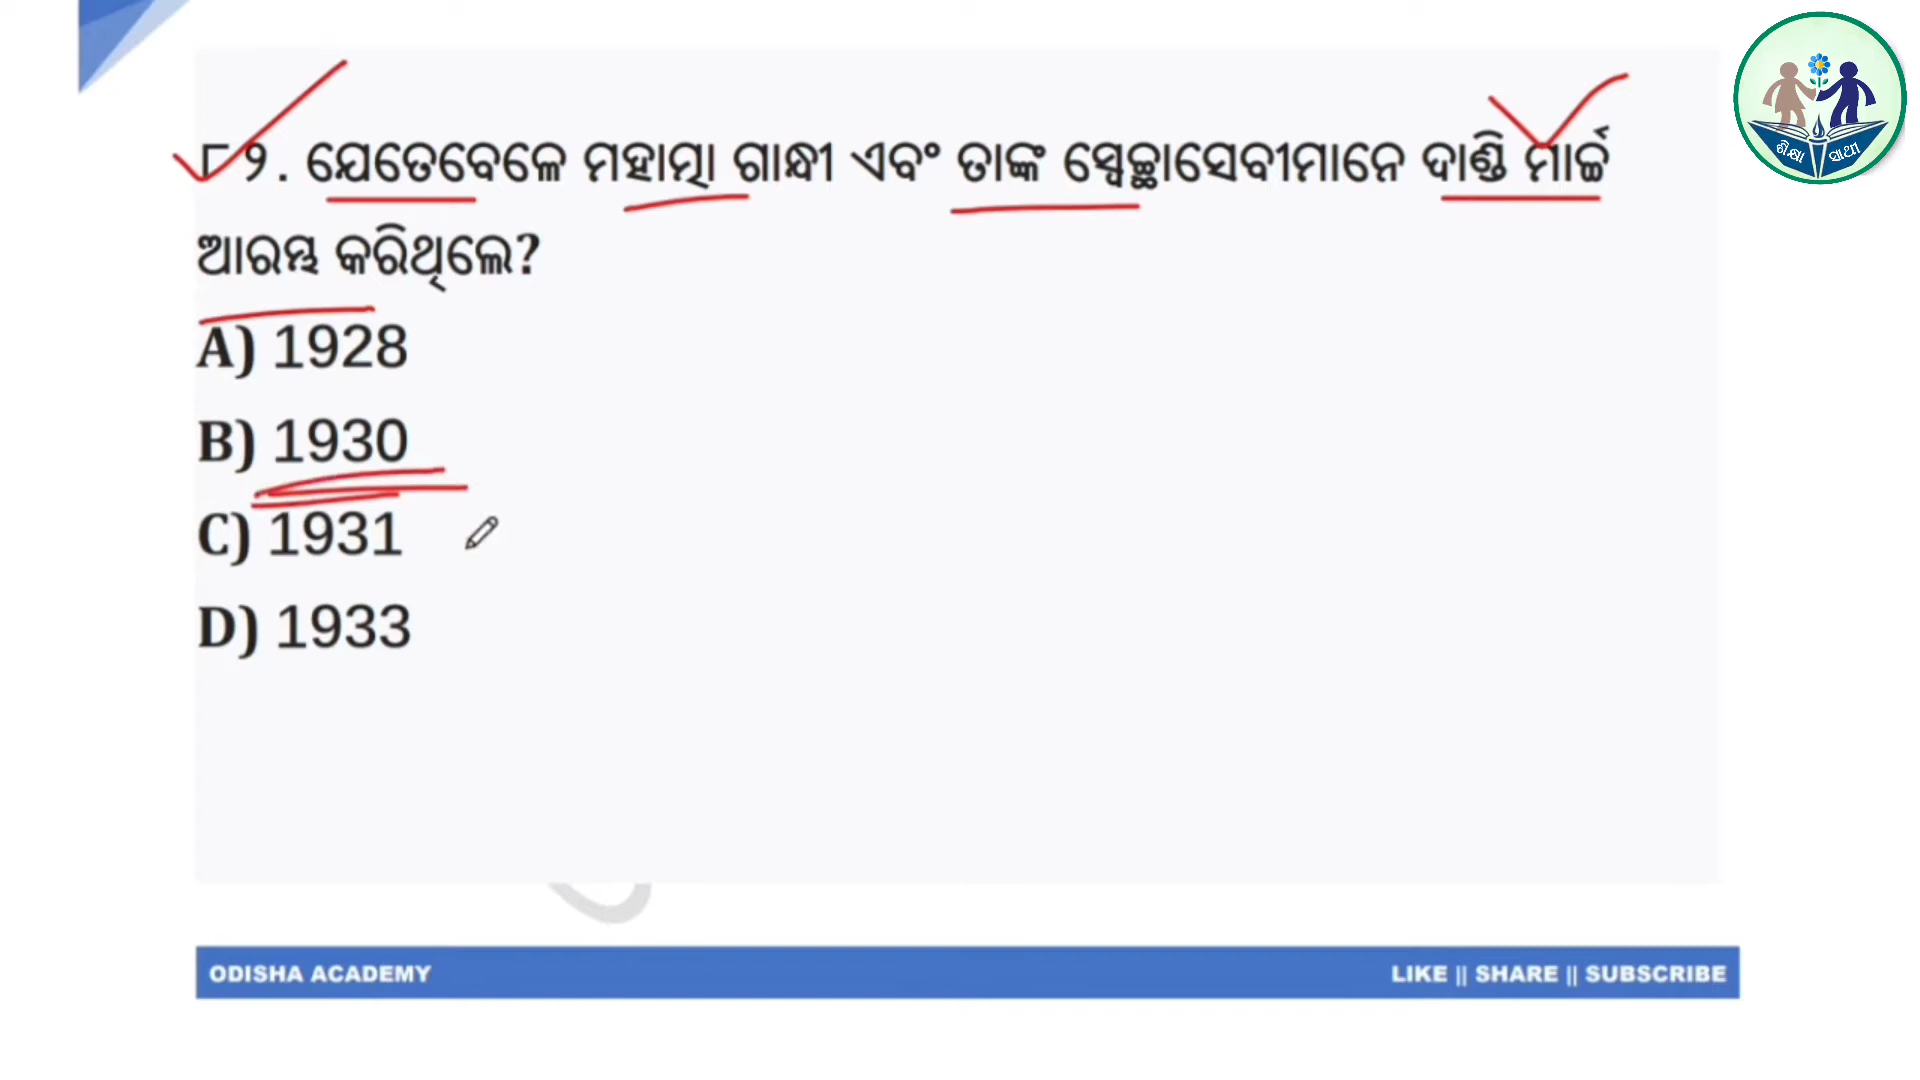 ୮୨. ଯେତେବେଳେ ମହାତ୍ମା ଗାନ୍ଧୀ ଏବଂ ତାଙ୍କ ସ୍ୱେଚ୍ଛାସେବୀମାନେ ଦାଣ୍ଡି ମାର୍ଚ୍ଚ
ଆରମ୍ଭ କରିଥିଲେ?
A) 1928
B) 1930
C) 1931
D) 1933
ଶିକ୍ଷା ସାଥୀ
ODISHA ACADEMY
LIKE || SHARE || SUBSCRIBE